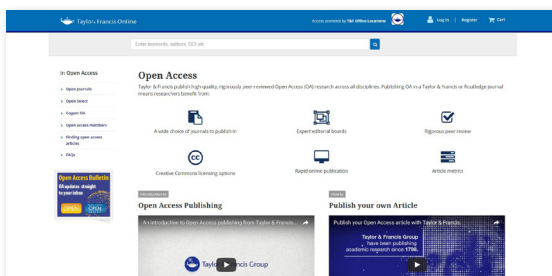 Taylor & Francis Online
Access provided by T&F Office Locations
Log in | Register Cart
Enter keywords, authors, DOI etc.
In Open Access
Open Journals
Open Select
Cogent OA
Open access members
Finding open access
articles
FAQs
Open Access Bulletin
OA updates straight
to your inbox
OPEN OPEN
Open Access
Taylor & Francis publish high quality, rigorously peer-reviewed Open Access (OA) research across all disciplines. Publishing OA in a Taylor & Francis or Routledge journal
means researchers benefit from:
A wide choice of journals to publish in
Expert editorial boards
Rigorous peer review
Creative Commons licensing options
Rapid online publication
Article metrics
Introduction to
Open Access Publishing
An introduction to Open Access publishing from Taylor & Francis...
Taylor & Francis Group
How to
Publish your own Article
Publish your Open Access article with Taylor & Francis
Taylor & Francis Group
have been publishing
academic research since 1798.